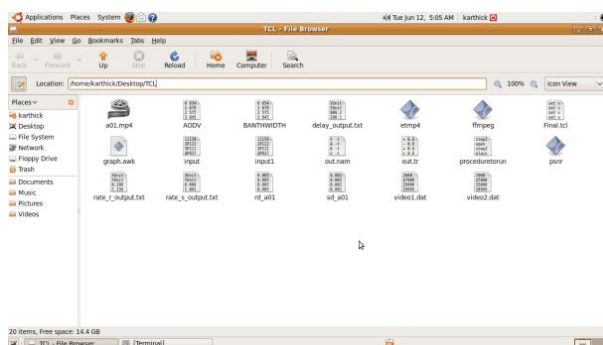 Applications Places System
Tue Jun 12, 5:05 AM karthick
TCL - File Browser
File Edit View Go Bookmarks Tabs Help
Back Forward Up Stop Reload Home Computer Search
Location: /home/karthick/Desktop/TCL 100% Icon View
Places
karthick
Desktop
File System
Network
Floppy Drive
Trash
Documents
Music
Pictures
Videos
a01.mp4 AODV BANTHWIDTH delay_output.txt etmp4 ffmpeg Final.tcl
graph.awk input input1 out.nam out.tr proceduretorun psnr
rate_r_output.txt rate_s_output.txt rd_a01 sd_a01 video1.dat video2.dat
20 items, Free space: 14.4 GB
TCL - File Browser [Terminal]